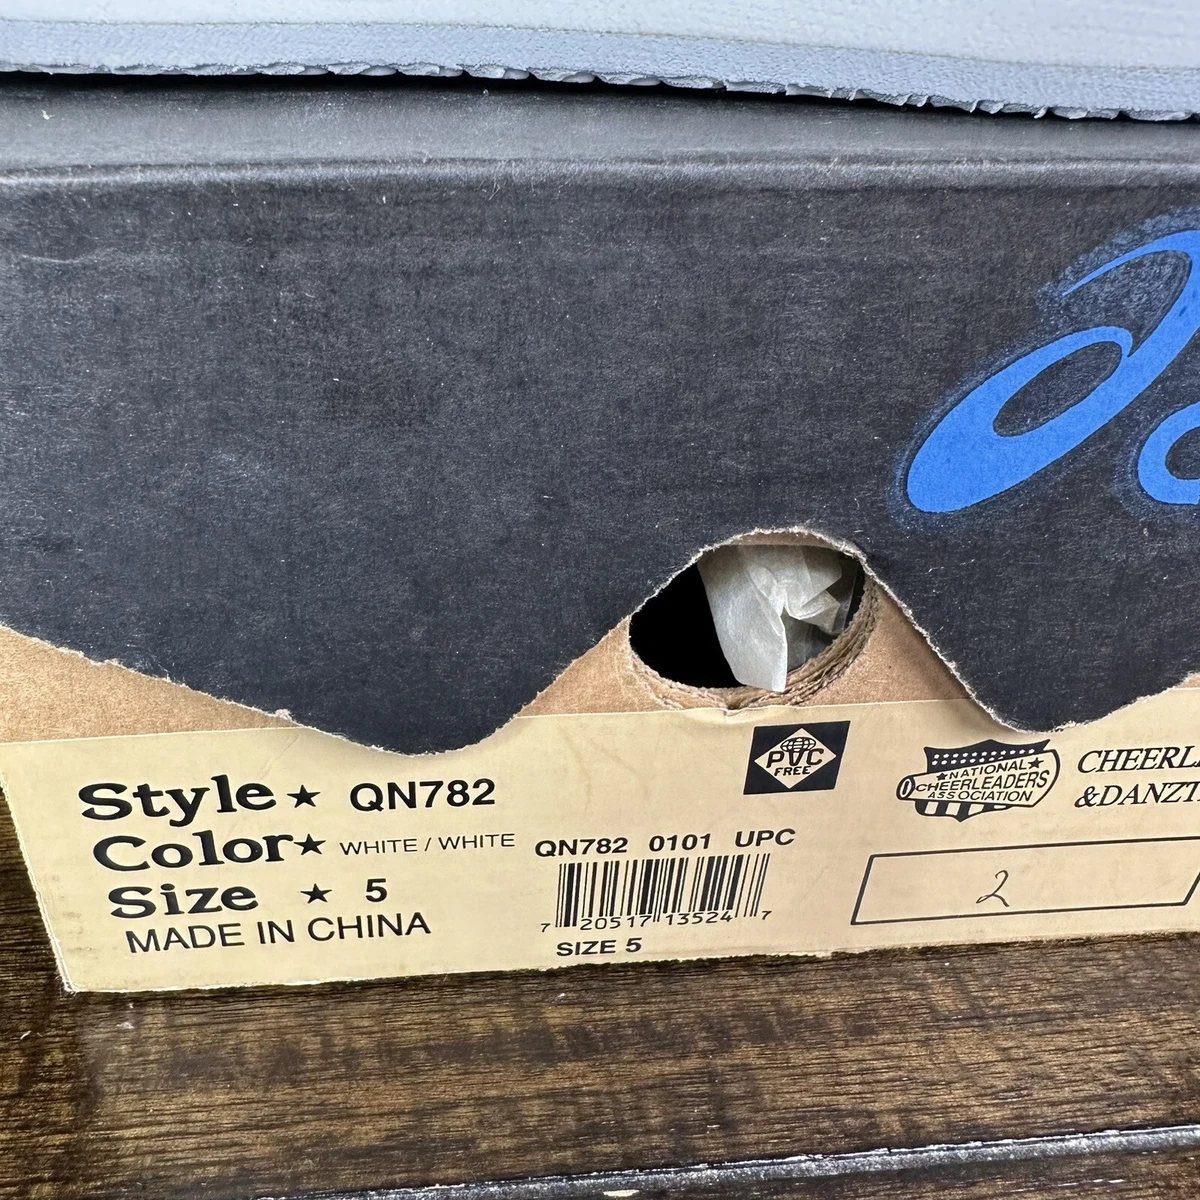 Style ★ QN782
Color★ WHITE / WHITE
Size ★ 5
MADE IN CHINA
QN782 0101 UPC
7 20517 13524 7
SIZE 5
PVC
FREE
NATIONAL
CHEERLEADERS
ASSOCIATION
2